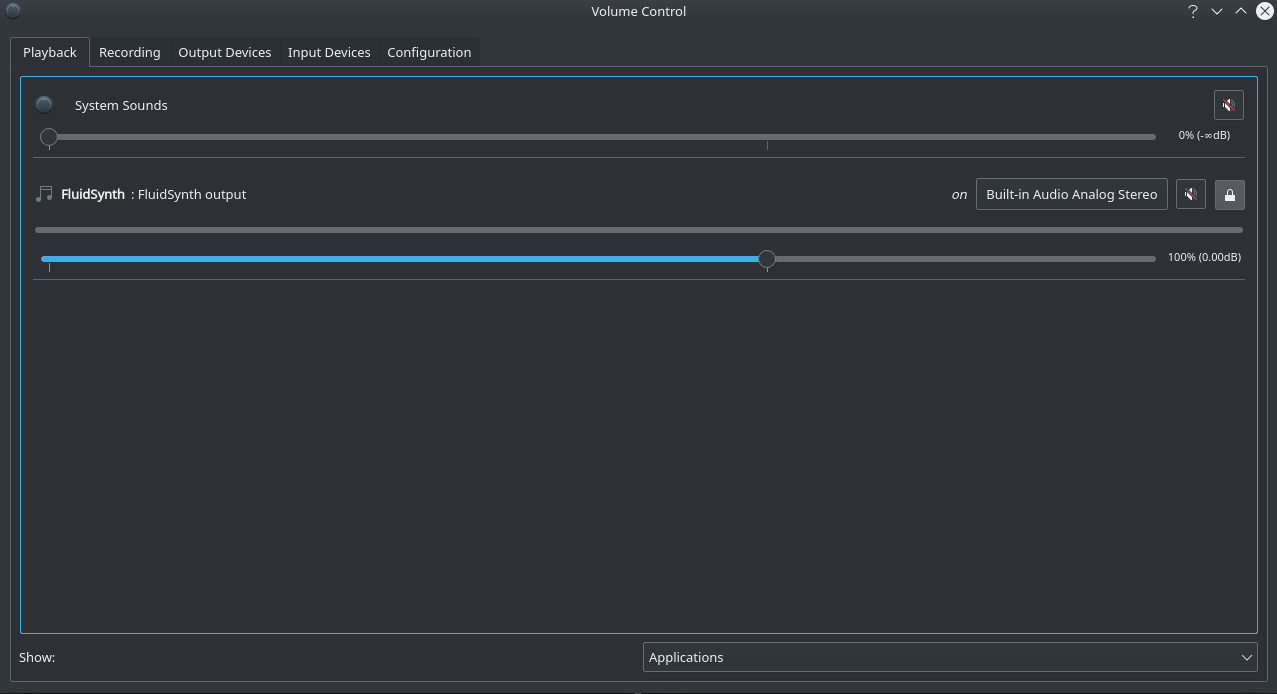 Volume Control
Playback Recording Output Devices Input Devices Configuration
System Sounds
0% (-∞dB)
FluidSynth : FluidSynth output on Built-in Audio Analog Stereo
100% (0.00dB)
Show: Applications